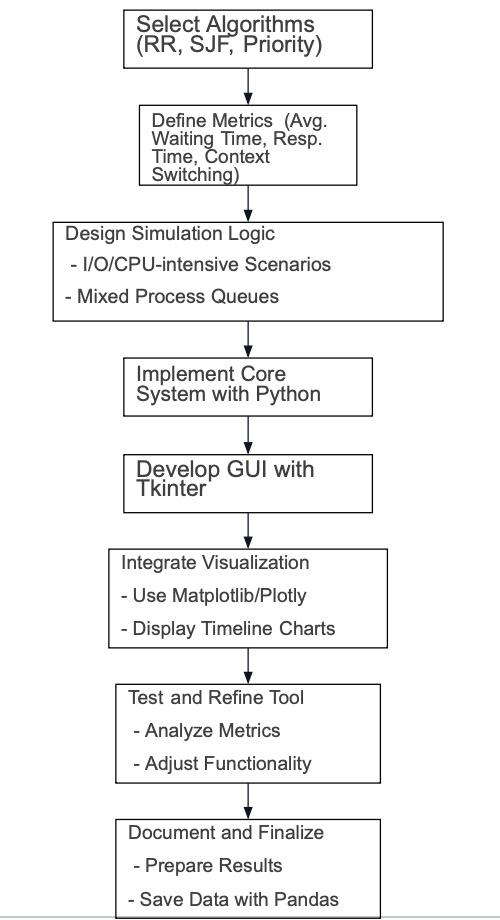 Select Algorithms
(RR, SJF, Priority)
Define Metrics (Avg.
Waiting Time, Resp.
Time, Context
Switching)
Design Simulation Logic
- I/O/CPU-intensive Scenarios
- Mixed Process Queues
Implement Core
System with Python
Develop GUI with
Tkinter
Integrate Visualization
- Use Matplotlib/Plotly
- Display Timeline Charts
Test and Refine Tool
- Analyze Metrics
- Adjust Functionality
Document and Finalize
- Prepare Results
- Save Data with Pandas